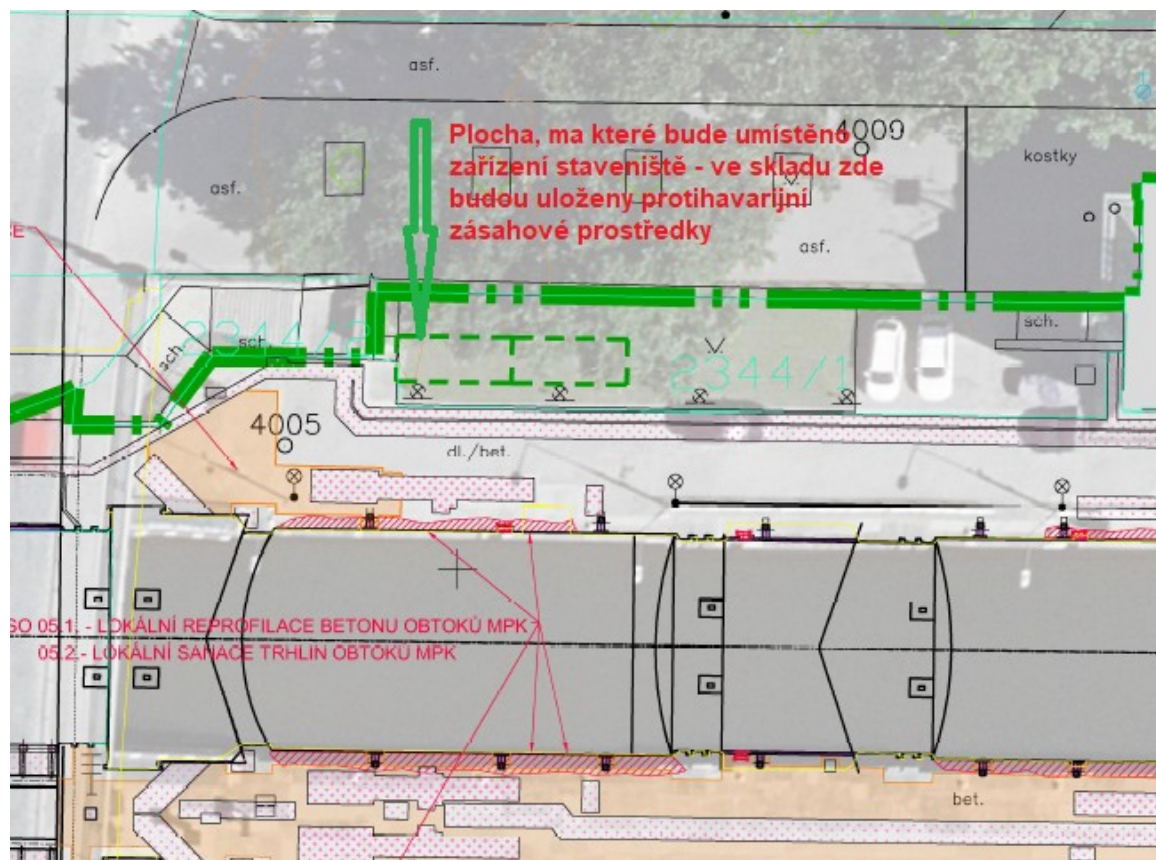 asf.
Plocha, ma které bude umístěno
zařízení staveniště - ve skladu zde
budou uloženy protihavarijní
zásahové prostředky
4009
kostky
asf.
asf.
CE
2344/2
sch.
sch.
sch.
2344/1
4005
dl./bet.
SO 05.1. - LOKÁLNÍ REPROFILACE BETONU OBTOKŮ MPK
05.2.- LOKÁLNÍ SANACE TRHLIN OBTOKŮ MPK
bet.